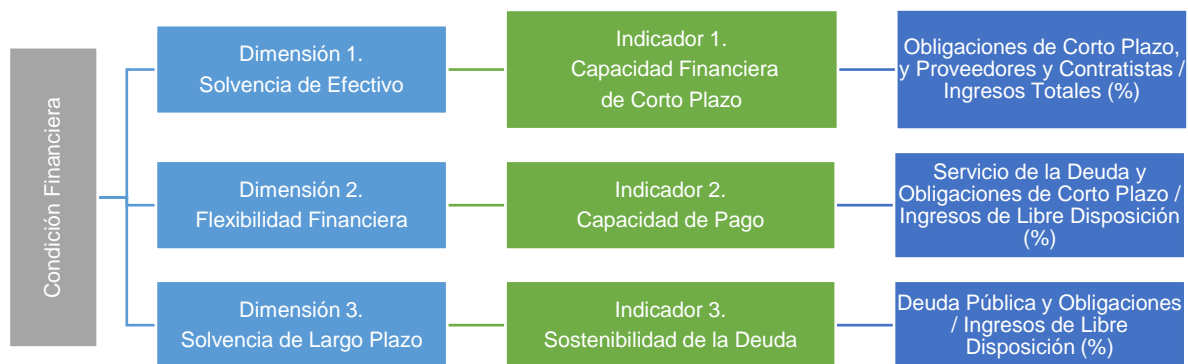 Condición Financiera
Dimensión 1.
Solvencia de Efectivo
Indicador 1.
Capacidad Financiera
de Corto Plazo
Obligaciones de Corto Plazo,
y Proveedores y Contratistas /
Ingresos Totales (%)
Dimensión 2.
Flexibilidad Financiera
Indicador 2.
Capacidad de Pago
Servicio de la Deuda y
Obligaciones de Corto Plazo /
Ingresos de Libre Disposición
(%)
Dimensión 3.
Solvencia de Largo Plazo
Indicador 3.
Sostenibilidad de la Deuda
Deuda Pública y Obligaciones
/ Ingresos de Libre
Disposición (%)